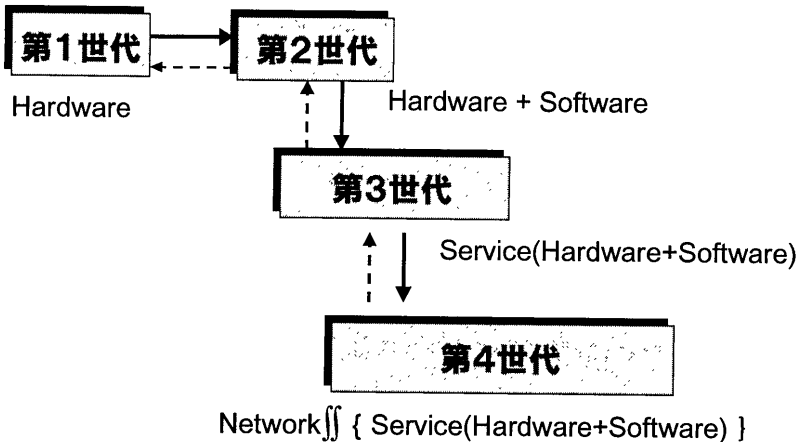 第1世代
第2世代
Hardware
Hardware + Software
第3世代
Service(Hardware+Software)
第4世代
Network∬ { Service(Hardware+Software) }